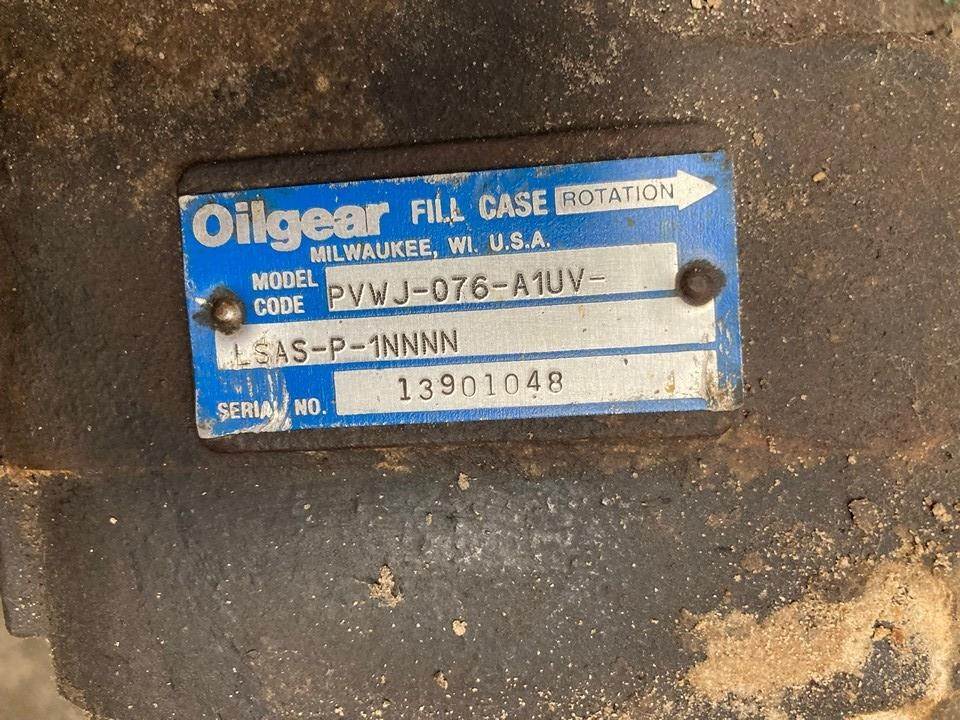 Oilgear FILL CASE ROTATION
MILWAUKEE, WI. U.S.A.
MODEL CODE PVWJ-076-A1UV-
LSAS-P-1NNNN
SERIAL NO. 13901048